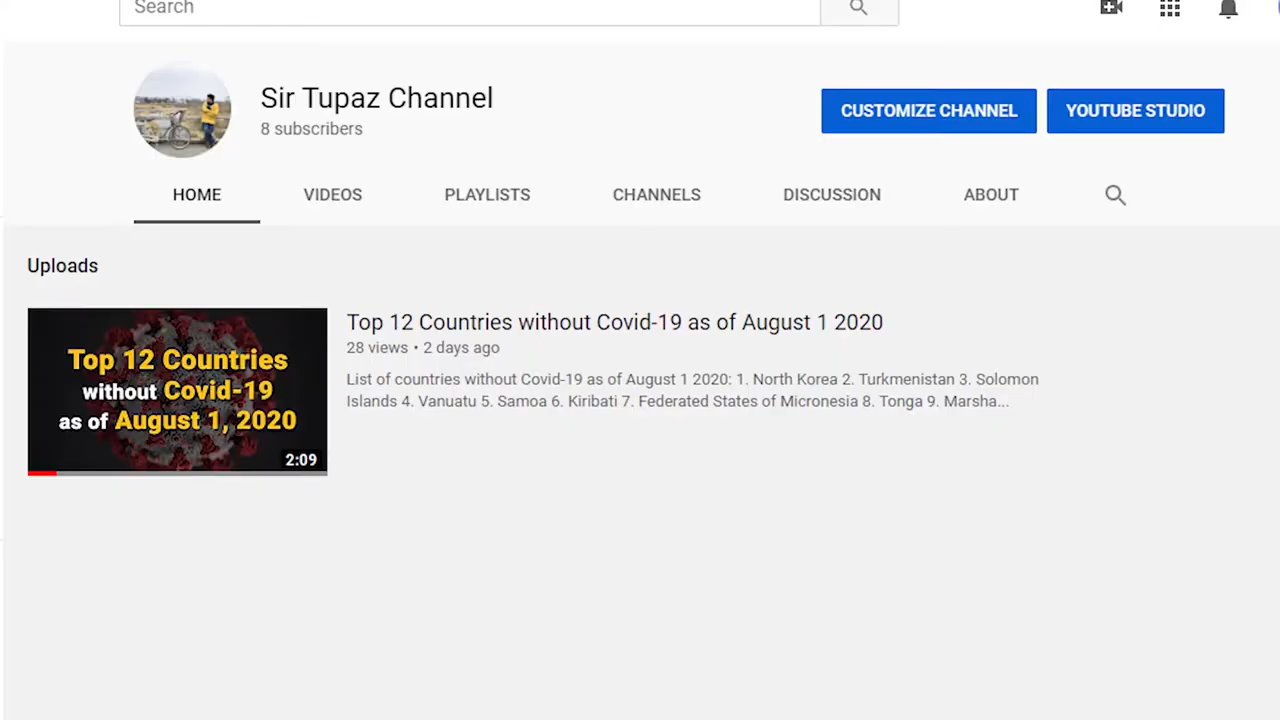 Search
Sir Tupaz Channel
8 subscribers
CUSTOMIZE CHANNEL
YOUTUBE STUDIO
HOME
VIDEOS
PLAYLISTS
CHANNELS
DISCUSSION
ABOUT
Uploads
Top 12 Countries
without Covid-19
as of August 1, 2020
2:09
Top 12 Countries without Covid-19 as of August 1 2020
28 views • 2 days ago
List of countries without Covid-19 as of August 1 2020: 1. North Korea 2. Turkmenistan 3. Solomon
Islands 4. Vanuatu 5. Samoa 6. Kiribati 7. Federated States of Micronesia 8. Tonga 9. Marsha...